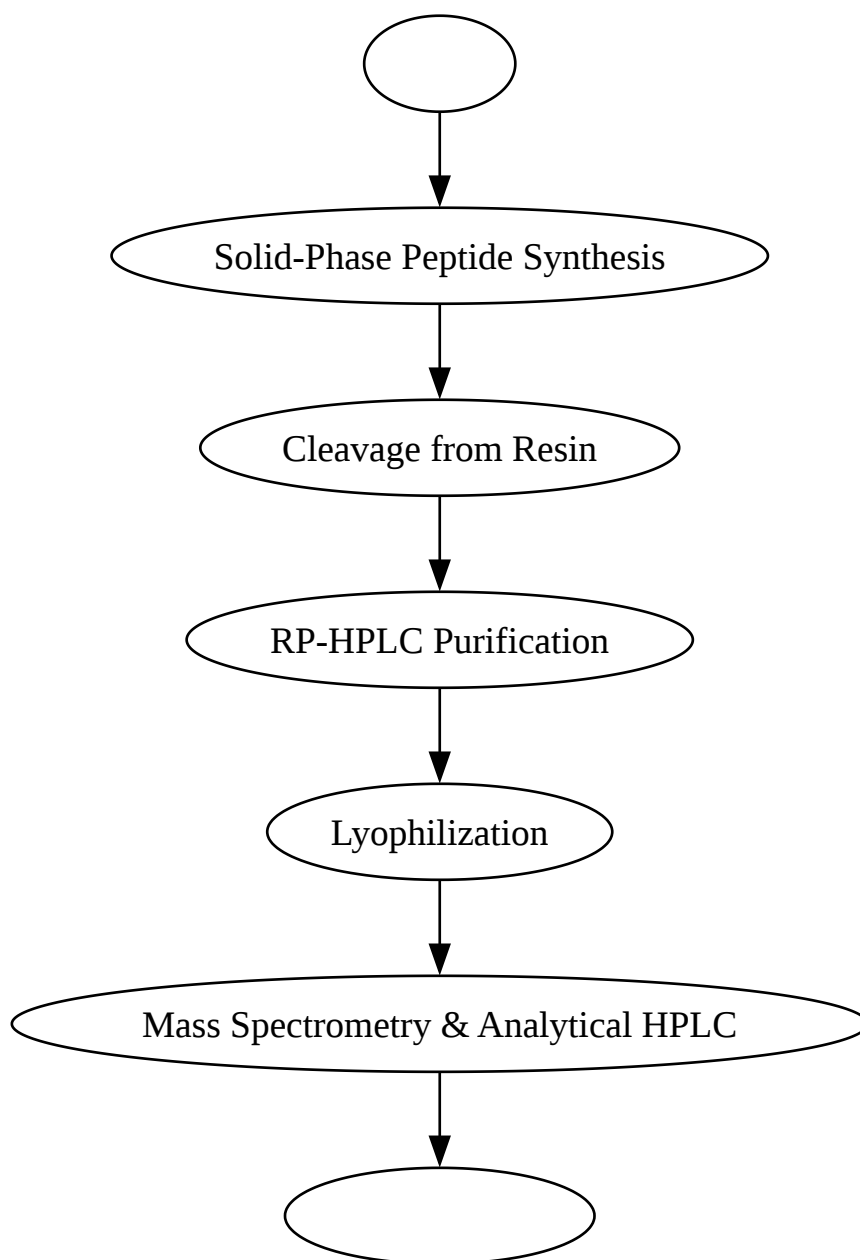 Solid-Phase Peptide Synthesis
Cleavage from Resin
RP-HPLC Purification
Lyophilization
Mass Spectrometry & Analytical HPLC